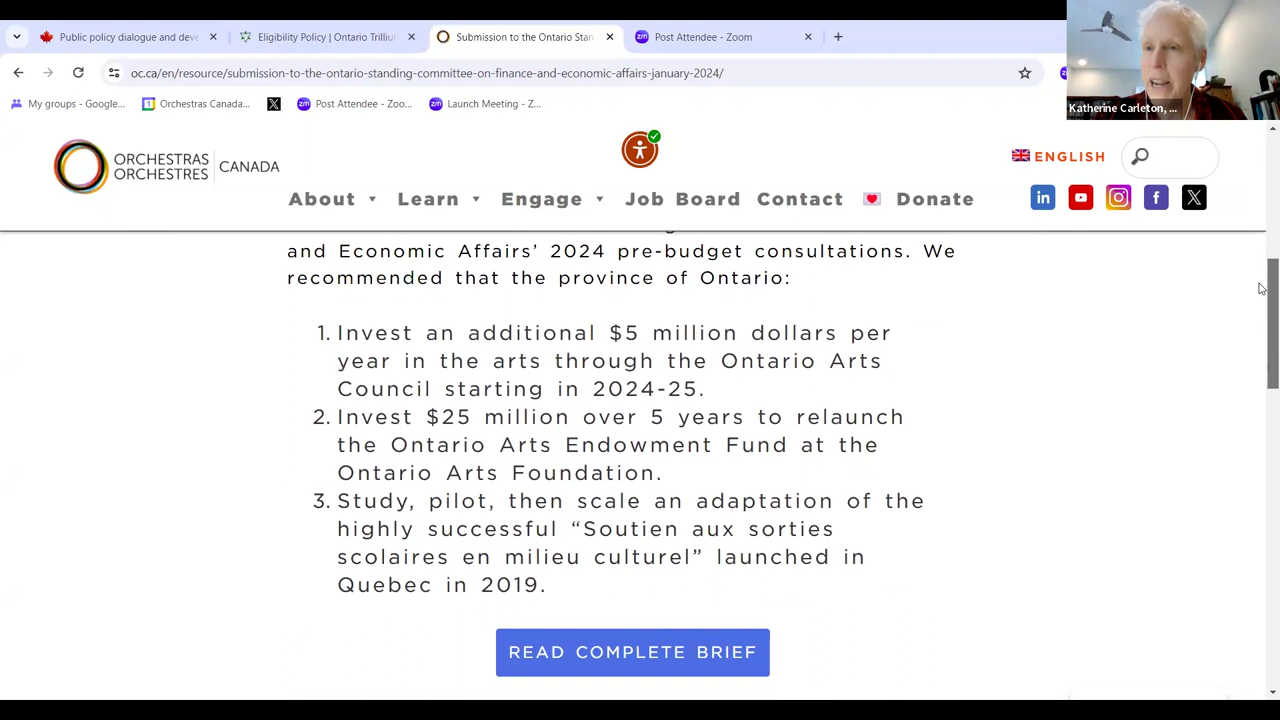 Public policy dialogue and deve
Eligibility Policy | Ontario Trilliur
Submission to the Ontario Stan
Post Attendee - Zoom
oc.ca/en/resource/submission-to-the-ontario-standing-committee-on-finance-and-economic-affairs-january-2024/
My groups - Google...
Orchestras Canada...
Post Attendee - Zoo...
Launch Meeting - Z...
Katherine Carleton, ...
ORCHESTRAS
ORCHESTRES
CANADA
ENGLISH
About
Learn
Engage
Job Board
Contact
Donate
and Economic Affairs’ 2024 pre-budget consultations. We
recommended that the province of Ontario:
1. Invest an additional $5 million dollars per
year in the arts through the Ontario Arts
Council starting in 2024-25.
2. Invest $25 million over 5 years to relaunch
the Ontario Arts Endowment Fund at the
Ontario Arts Foundation.
3. Study, pilot, then scale an adaptation of the
highly successful “Soutien aux sorties
scolaires en milieu culturel” launched in
Quebec in 2019.
READ COMPLETE BRIEF